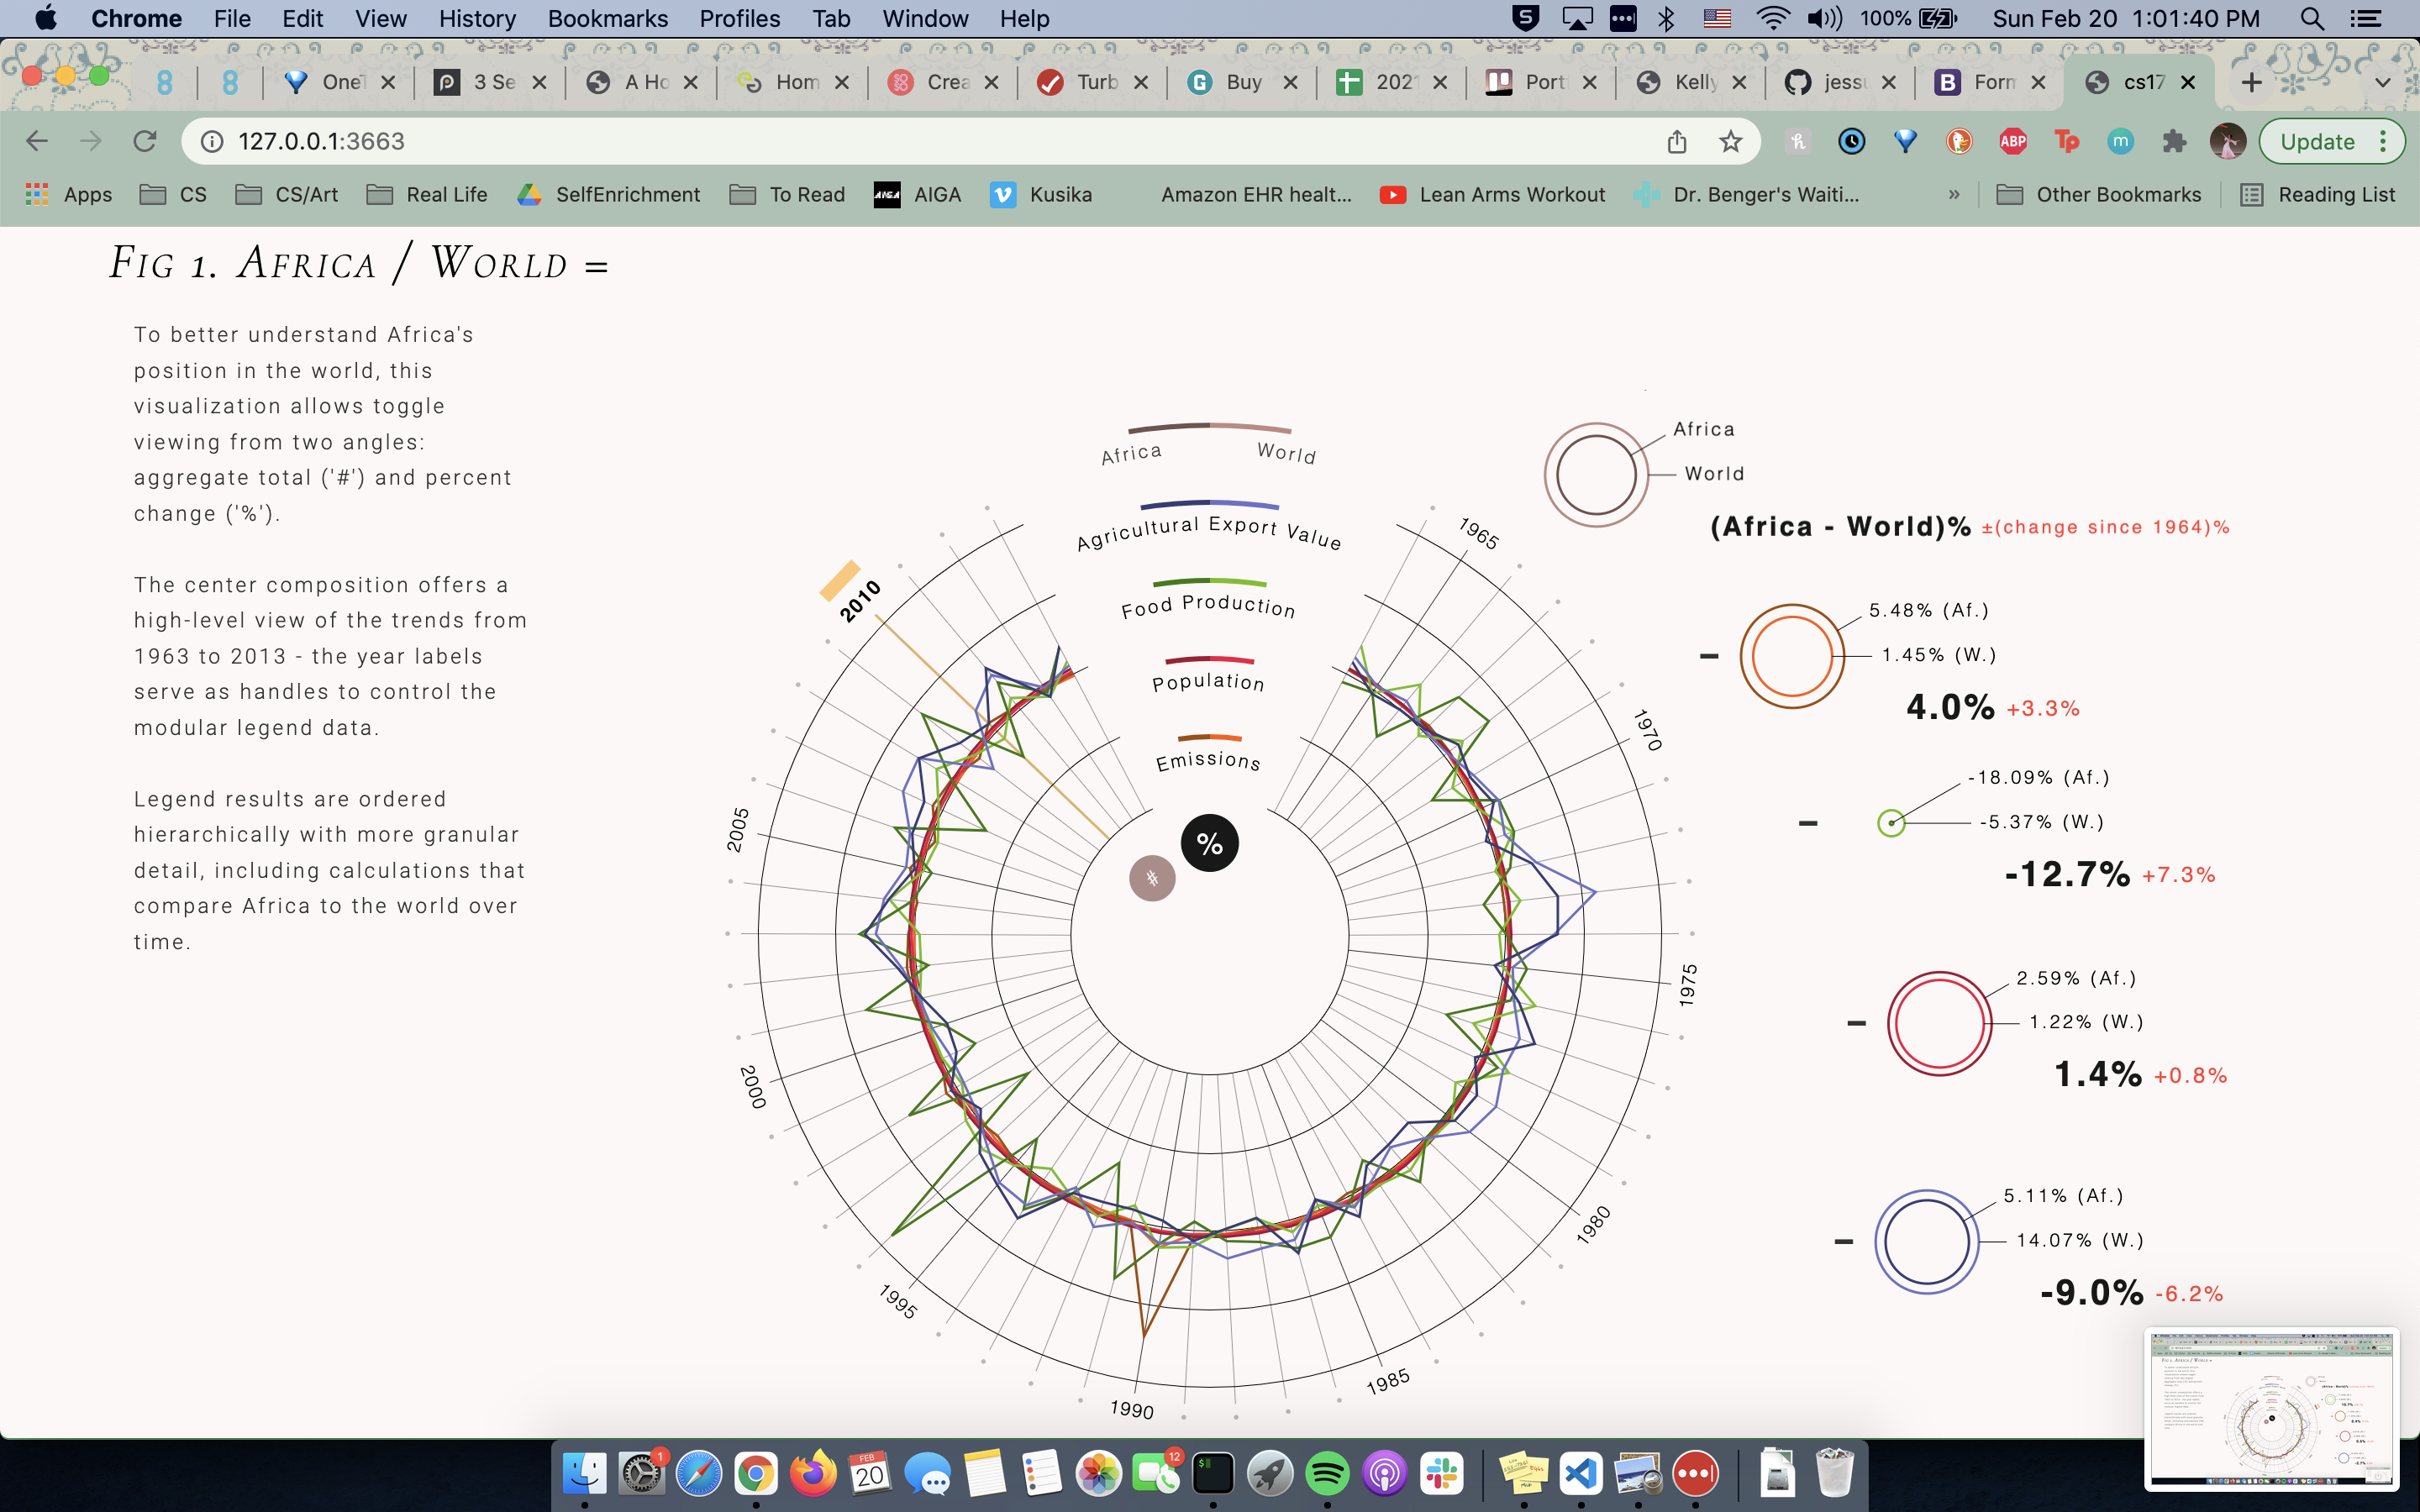 Chrome File Edit View History Bookmarks Profiles Tab Window Help 100% Sun Feb 20 1:01:40 PM
8 8 OneT 3 Se A Ho Hom Crea Turb Buy 2021 Port Kelly jessu Form cs17
127.0.0.1:3663 ABP Tp m Update
Apps CS CS/Art Real Life SelfEnrichment To Read AIGA Kusika Amazon EHR healt... Lean Arms Workout Dr. Benger's Waiti... » Other Bookmarks Reading List
Fig 1. Africa / World =
To better understand Africa's
position in the world, this
visualization allows toggle
viewing from two angles:
aggregate total ('#') and percent
change ('%').
The center composition offers a
high-level view of the trends from
1963 to 2013 - the year labels
serve as handles to control the
modular legend data.
Legend results are ordered
hierarchically with more granular
detail, including calculations that
compare Africa to the world over
time.
Africa World
Agricultural Export Value
Food Production
Population
Emissions
%
#
1965
1970
1975
1980
1985
1990
1995
2000
2005
2010
Africa
World
(Africa - World)% ±(change since 1964)%
5.48% (Af.)
– 1.45% (W.)
4.0% +3.3%
-18.09% (Af.)
– -5.37% (W.)
-12.7% +7.3%
2.59% (Af.)
– 1.22% (W.)
1.4% +0.8%
5.11% (Af.)
– 14.07% (W.)
-9.0% -6.2%
1 FEB 20 12